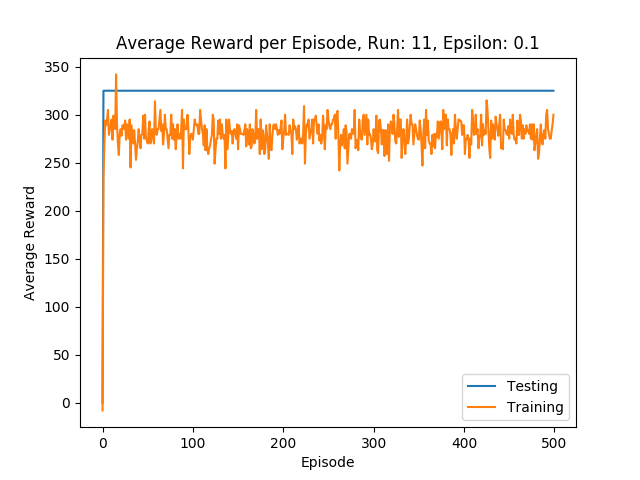 Average Reward per Episode, Run: 11, Epsilon: 0.1
Average Reward
350
300
250
200
150
100
50
0
0 100 200 300 400 500
Episode
Testing
Training